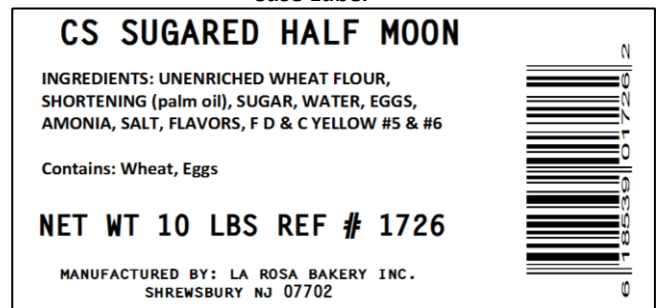 CS SUGARED HALF MOON
INGREDIENTS: UNENRICHED WHEAT FLOUR,
SHORTENING (palm oil), SUGAR, WATER, EGGS,
AMONIA, SALT, FLAVORS, F D & C YELLOW #5 & #6
Contains: Wheat, Eggs
NET WT 10 LBS REF # 1726
MANUFACTURED BY: LA ROSA BAKERY INC.
SHREWSBURY NJ 07702
6 18539 01726 2